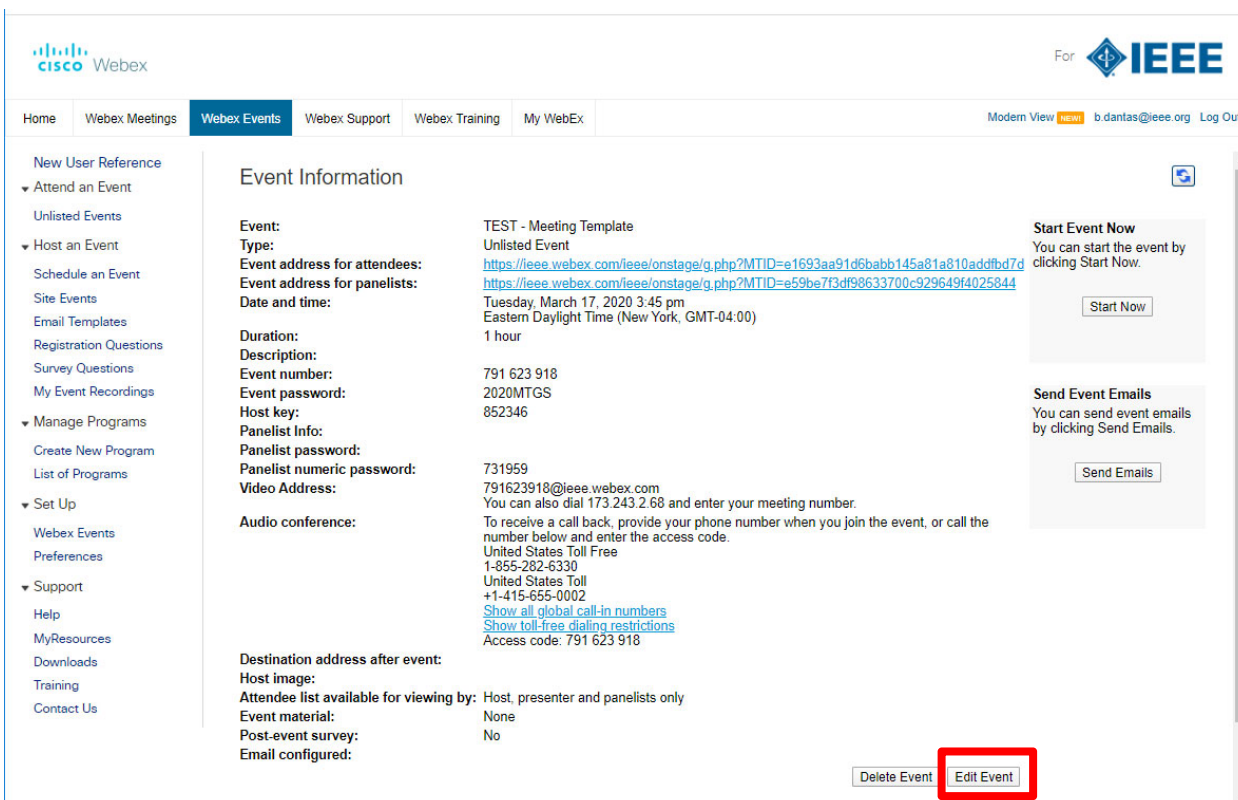 cisco Webex
For IEEE
Home Webex Meetings Webex Events Webex Support Webex Training My WebEx Modern View NEW! b.dantas@ieee.org Log Ou
New User Reference
Attend an Event
Unlisted Events
Host an Event
Schedule an Event
Site Events
Email Templates
Registration Questions
Survey Questions
My Event Recordings
Manage Programs
Create New Program
List of Programs
Set Up
Webex Events
Preferences
Support
Help
MyResources
Downloads
Training
Contact Us
Event Information
Event: TEST - Meeting Template
Type: Unlisted Event
Event address for attendees: https://ieee.webex.com/ieee/onstage/g.php?MTID=e1693aa91d6babb145a81a810addfbd7d
Event address for panelists: https://ieee.webex.com/ieee/onstage/g.php?MTID=e59be7f3df98633700c929649f4025844
Date and time: Tuesday, March 17, 2020 3:45 pm
Eastern Daylight Time (New York, GMT-04:00)
Duration: 1 hour
Description:
Event number: 791 623 918
Event password: 2020MTGS
Host key: 852346
Panelist Info:
Panelist password:
Panelist numeric password: 731959
Video Address: 791623918@ieee.webex.com
You can also dial 173.243.2.68 and enter your meeting number.
Audio conference: To receive a call back, provide your phone number when you join the event, or call the
number below and enter the access code.
United States Toll Free
1-855-282-6330
United States Toll
+1-415-655-0002
Show all global call-in numbers
Show toll-free dialing restrictions
Access code: 791 623 918
Destination address after event:
Host image:
Attendee list available for viewing by: Host, presenter and panelists only
Event material: None
Post-event survey: No
Email configured:
Delete Event Edit Event
Start Event Now
You can start the event by
clicking Start Now.
Start Now
Send Event Emails
You can send event emails
by clicking Send Emails.
Send Emails